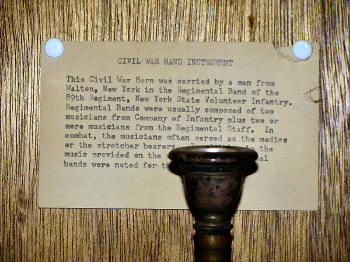 CIVIL WAR BAND INSTRUMENT
This Civil War Horn was carried by a man from
Walton, New York in the Regimental Band of the
89th Regiment, New York State Volunteer Infantry.
Regimental Bands were usually composed of two
musicians from Company of Infantry plus two or
more musicians from the Regimental Staff. In
combat, the musicians often served as the medics
or the stretcher bearers. the
music provided on the
bands were noted for